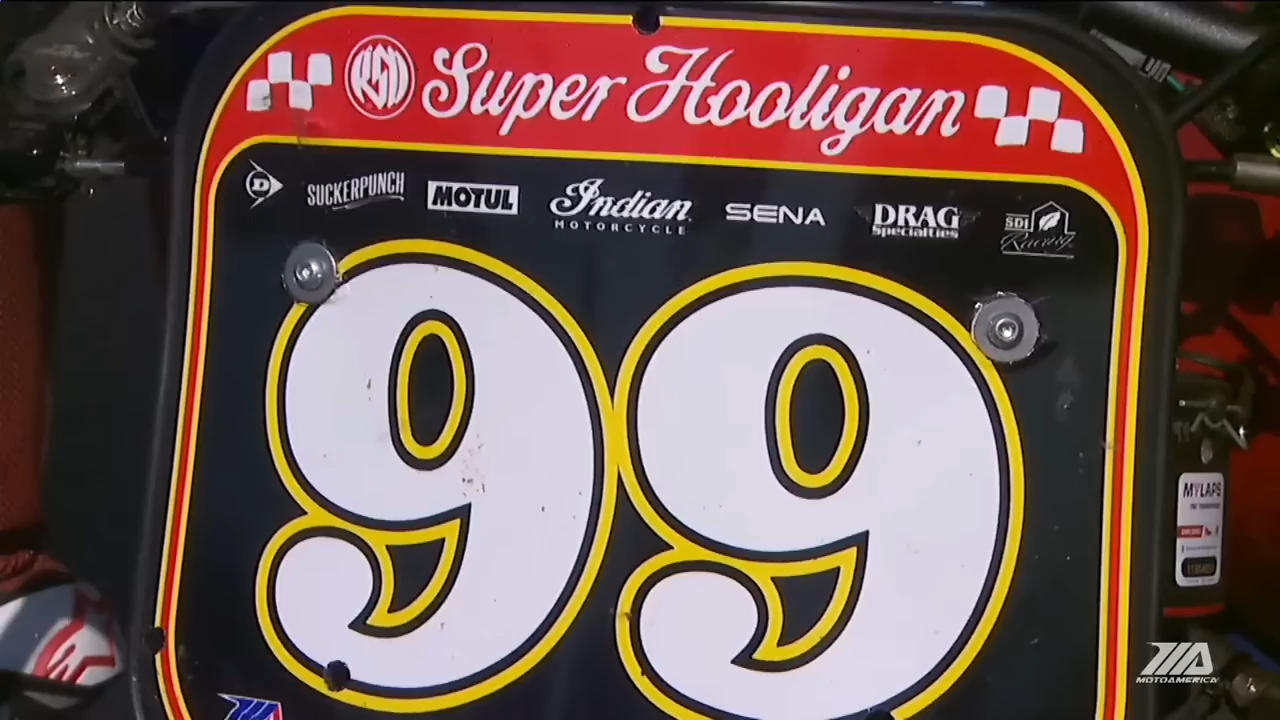 RSD Super Hooligan
D SUCKERPUNCH MOTUL Indian MOTORCYCLE SENA DRAG Specialties SDI Racing
99
MYLAPS
MOTOAMERICA